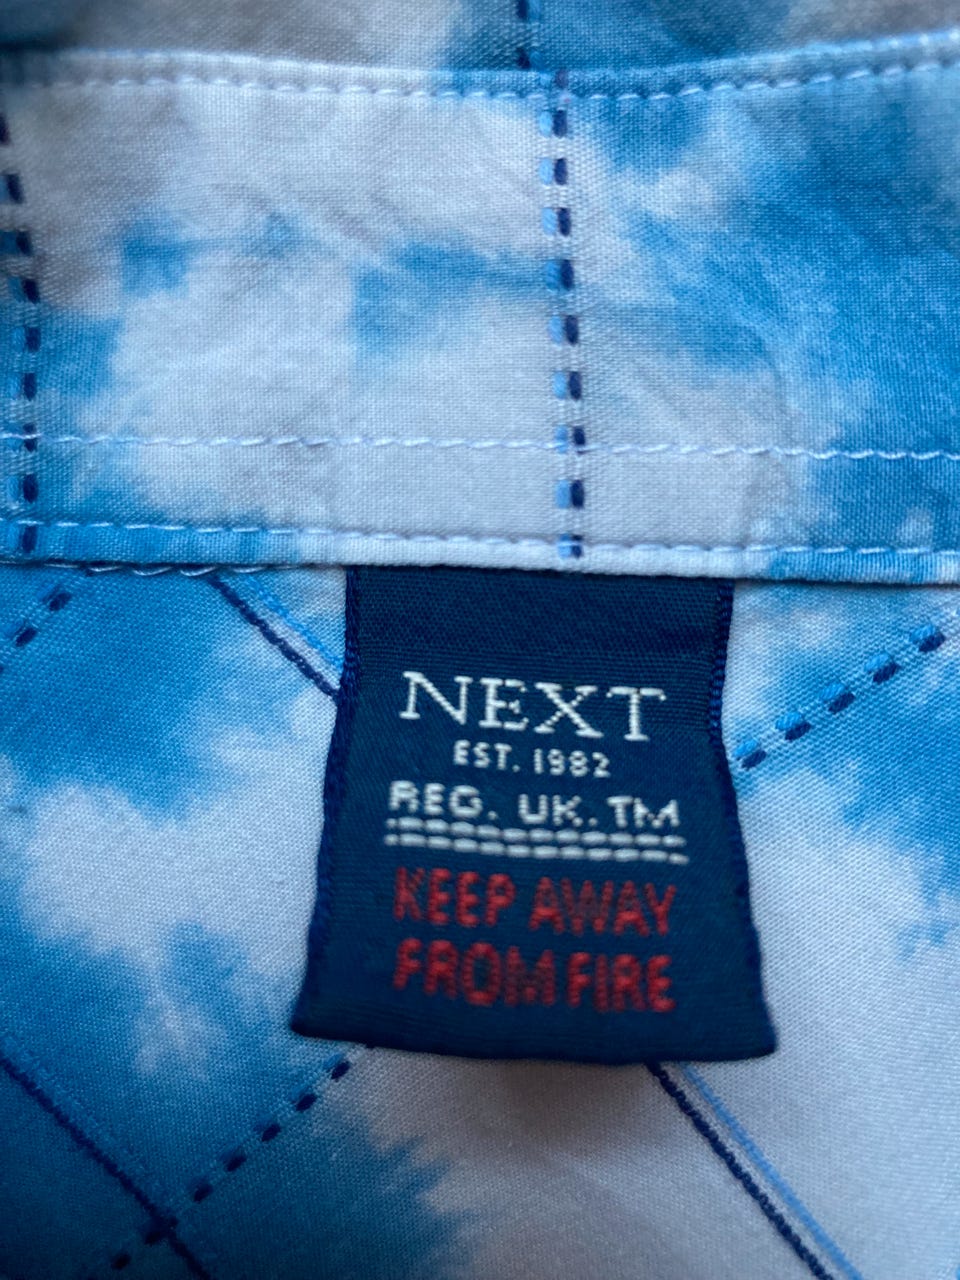 NEXT
EST. 1982
REG. UK. TM
KEEP AWAY
FROM FIRE